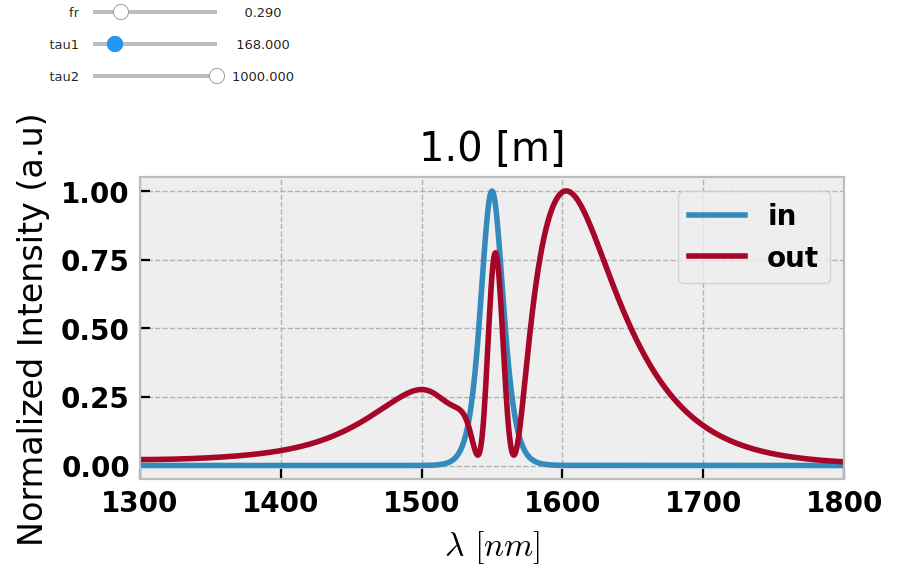 fr 0.290
tau1 168.000
tau2 1000.000
1.0 [m]
Normalized Intensity (a.u)
1.00
0.75
0.50
0.25
0.00
in
out
1300 1400 1500 1600 1700 1800
λ [nm]